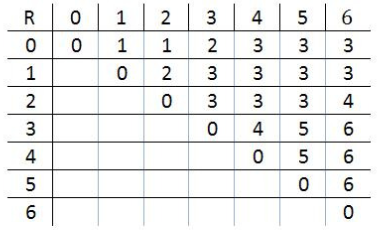 R 0 1 2 3 4 5 6
0 0 1 1 2 3 3 3
1 0 2 3 3 3 3
2 0 3 3 3 4
3 0 4 5 6
4 0 5 6
5 0 6
6 0